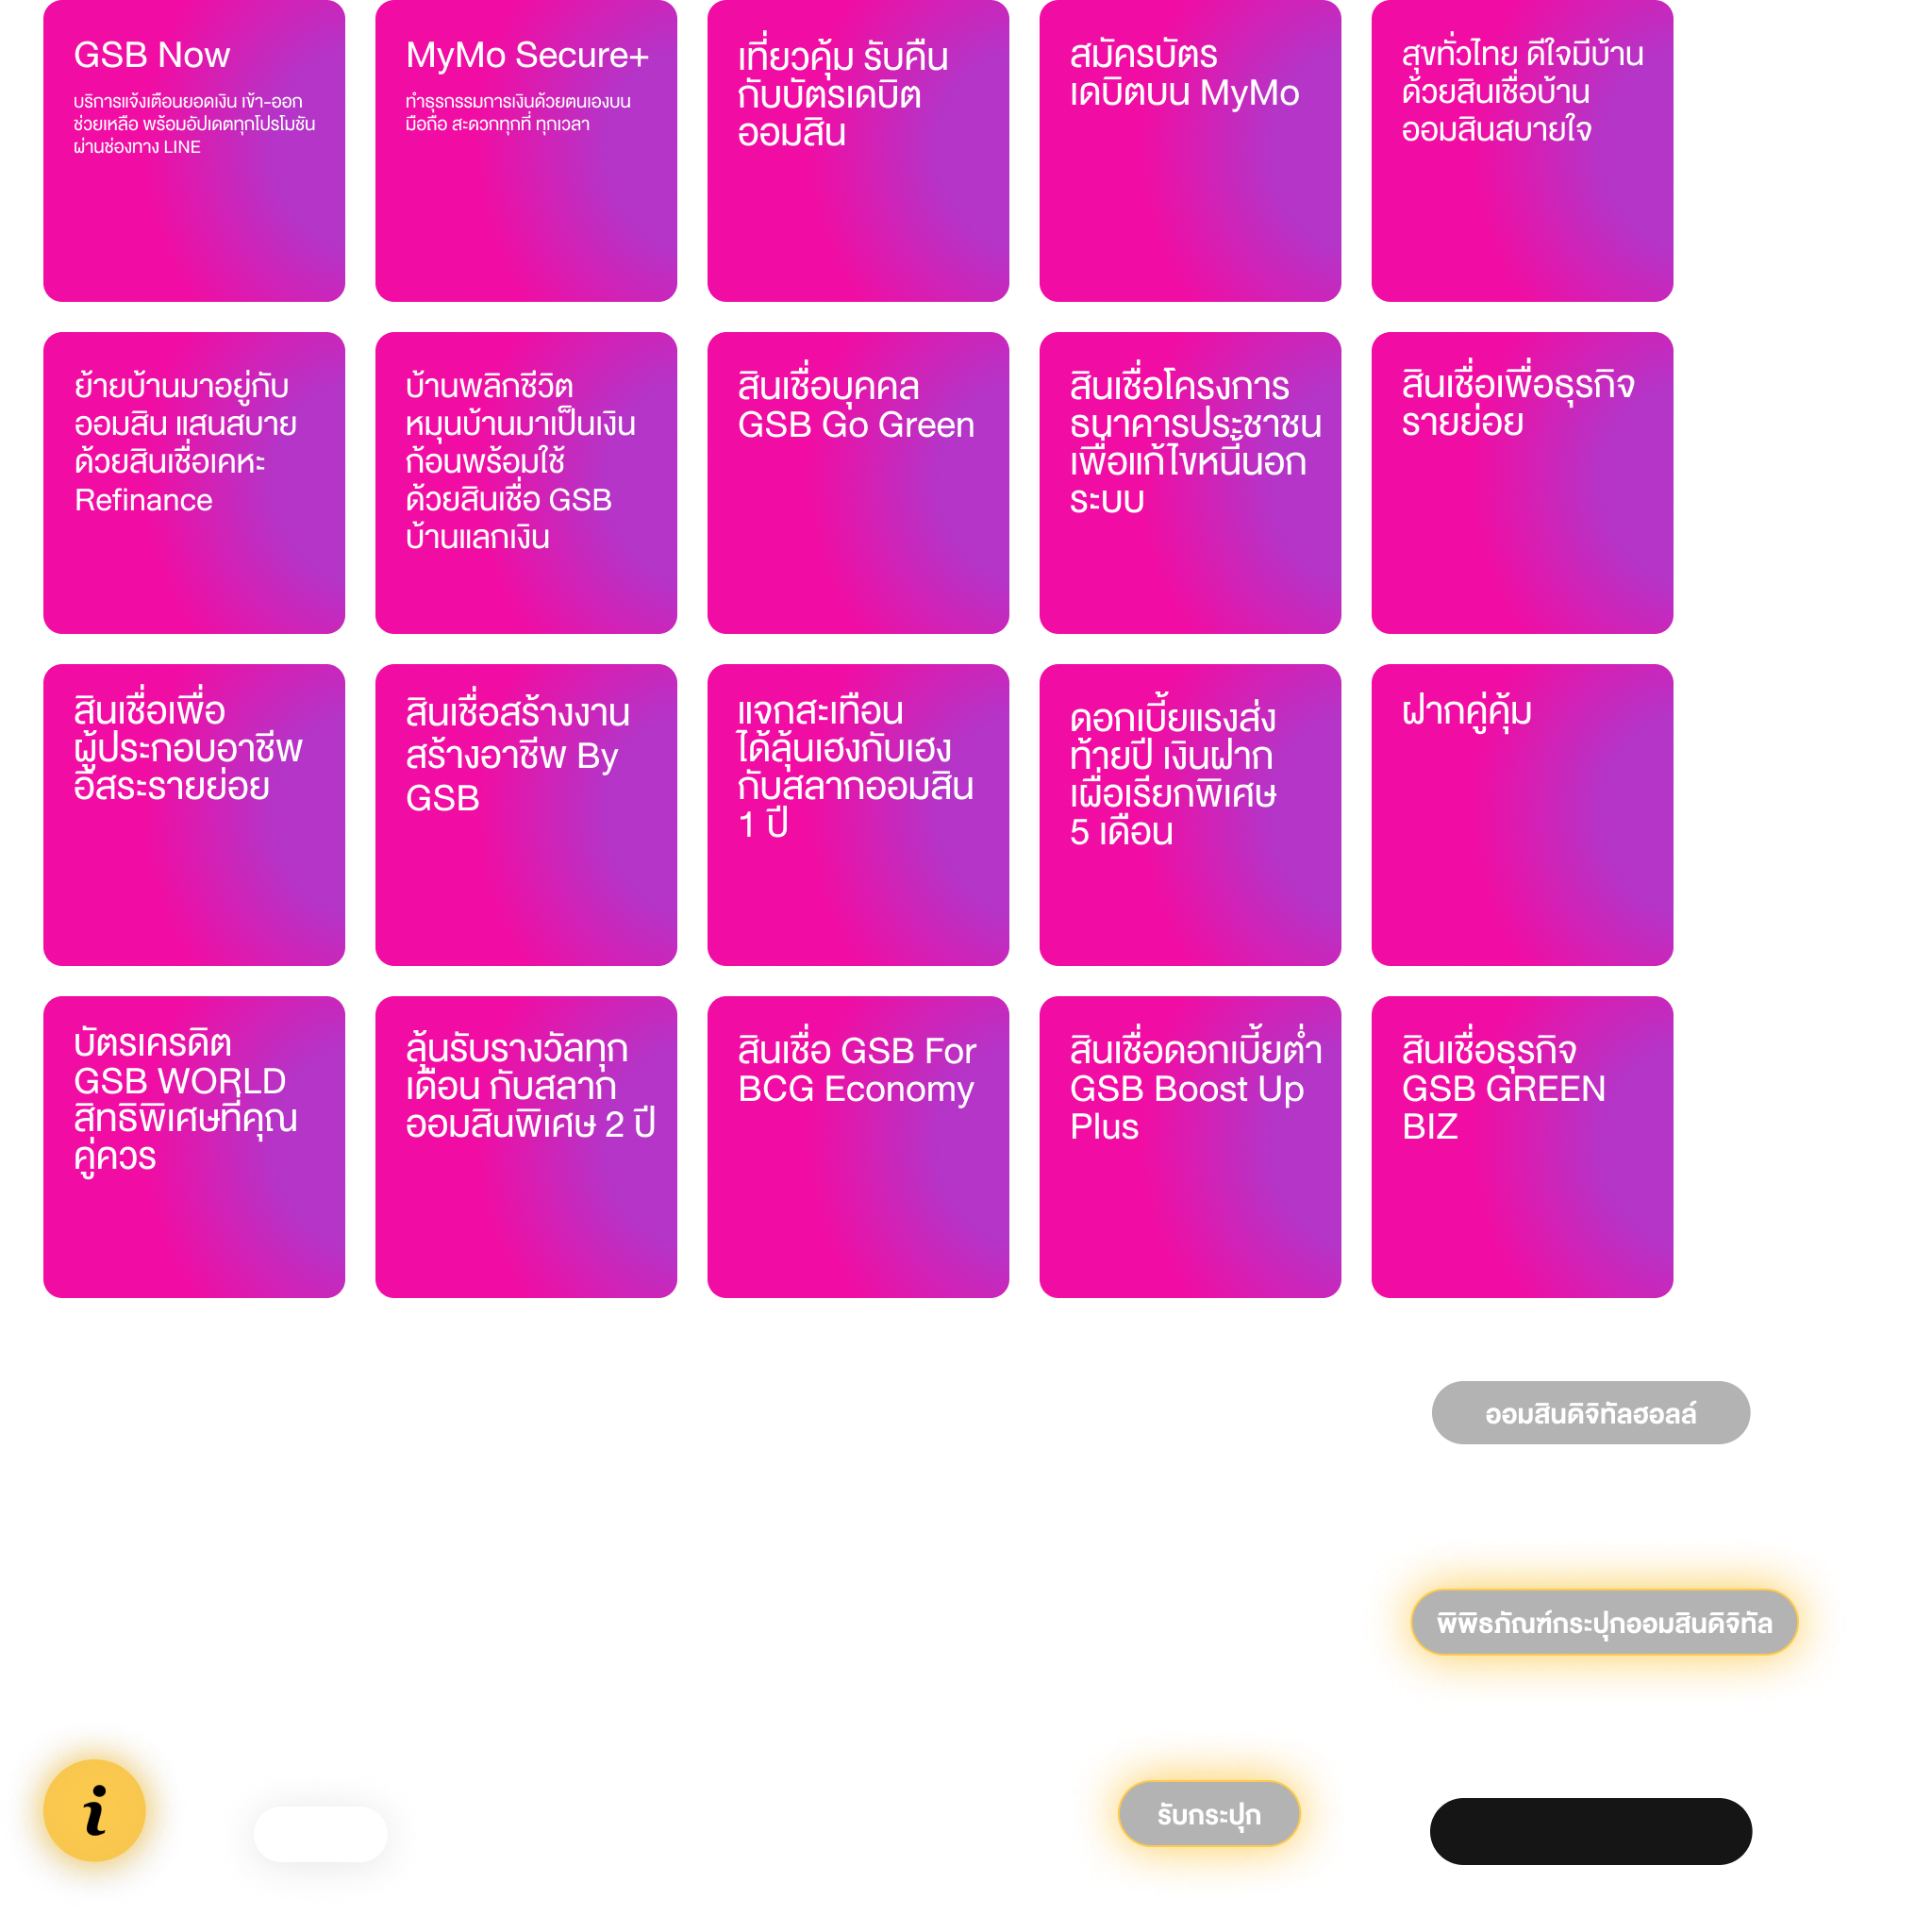 GSB Now
บริการแจ้งเตือนยอดเงิน เข้า-ออก
ช่วยเหลือ พร้อมอัปเดตทุกโปรโมชัน
ผ่านช่องทาง LINE
MyMo Secure+
ทำธุรกรรมการเงินด้วยตนเองบน
มือถือ สะดวกทุกที่ ทุกเวลา
เที่ยวคุ้ม รับคืน
กับบัตรเดบิต
ออมสิน
สมัครบัตร
เดบิตบน MyMo
สุขทั่วไทย ดีใจมีบ้าน
ด้วยสินเชื่อบ้าน
ออมสินสบายใจ
ย้ายบ้านมาอยู่กับ
ออมสิน แสนสบาย
ด้วยสินเชื่อเคหะ
Refinance
บ้านพลิกชีวิต
หมุนบ้านมาเป็นเงิน
ก้อนพร้อมใช้
ด้วยสินเชื่อ GSB
บ้านแลกเงิน
สินเชื่อบุคคล
GSB Go Green
สินเชื่อโครงการ
ธนาคารประชาชน
เพื่อแก้ไขหนี้นอก
ระบบ
สินเชื่อเพื่อธุรกิจ
รายย่อย
สินเชื่อเพื่อ
ผู้ประกอบอาชีพ
อิสระรายย่อย
สินเชื่อสร้างงาน
สร้างอาชีพ By
GSB
แจกสะเทือน
ได้ลุ้นเฮงกับเฮง
กับสลากออมสิน
1 ปี
ดอกเบี้ยแรงส่ง
ท้ายปี เงินฝาก
เผื่อเรียกพิเศษ
5 เดือน
ฝากคู่คุ้ม
บัตรเครดิต
GSB WORLD
สิทธิพิเศษที่คุณ
คู่ควร
ลุ้นรับรางวัลทุก
เดือน กับสลาก
ออมสินพิเศษ 2 ปี
สินเชื่อ GSB For
BCG Economy
สินเชื่อดอกเบี้ยต่ำ
GSB Boost Up
Plus
สินเชื่อธุรกิจ
GSB GREEN
BIZ
ออมสินดิจิทัลฮอลล์
พิพิธภัณฑ์กระปุกออมสินดิจิทัล
i
รับกระปุก